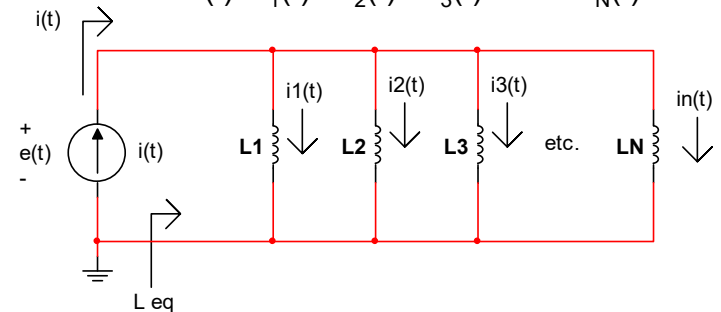 i(t)
i1(t)
i2(t)
i3(t)
in(t)
+
e(t)
-
i(t)
L1
L2
L3
etc.
LN
L eq